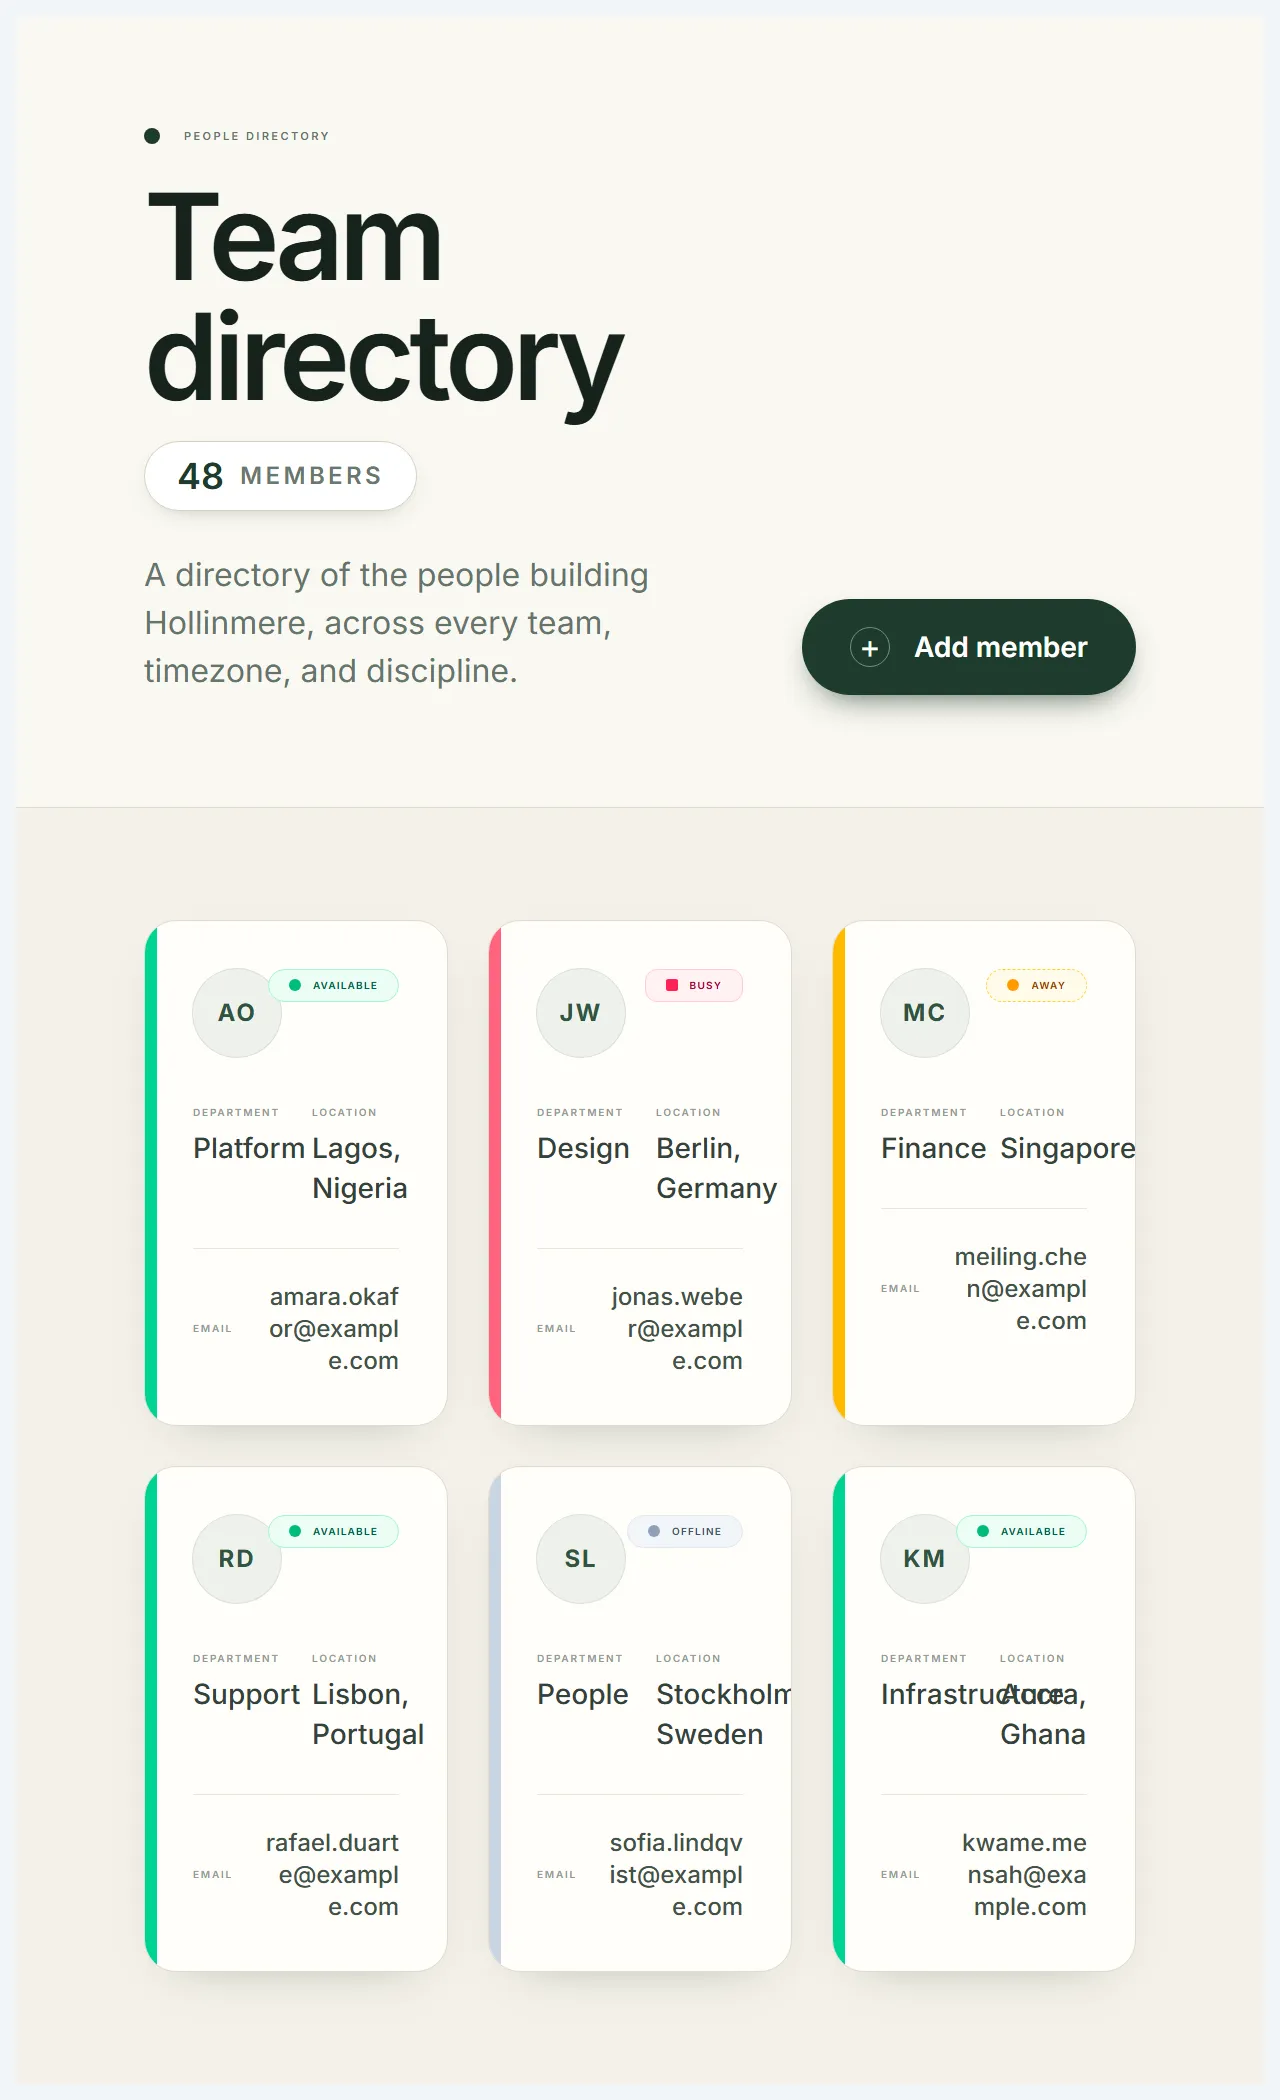 PEOPLE DIRECTORY
Team
directory
48 MEMBERS
A directory of the people building
Hollinmere, across every team,
timezone, and discipline.
+ Add member
AO
AVAILABLE
DEPARTMENT
Platform
LOCATION
Lagos,
Nigeria
EMAIL
amara.okaf
or@exampl
e.com
JW
BUSY
DEPARTMENT
Design
LOCATION
Berlin,
Germany
EMAIL
jonas.webe
r@exampl
e.com
MC
AWAY
DEPARTMENT
Finance
LOCATION
Singapore
EMAIL
meiling.che
n@exampl
e.com
RD
AVAILABLE
DEPARTMENT
Support
LOCATION
Lisbon,
Portugal
EMAIL
rafael.duart
e@exampl
e.com
SL
OFFLINE
DEPARTMENT
People
LOCATION
Stockholm
Sweden
EMAIL
sofia.lindqv
ist@exampl
e.com
KM
AVAILABLE
DEPARTMENT
Infrastructure
LOCATION
Accra,
Ghana
EMAIL
kwame.me
nsah@exa
mple.com